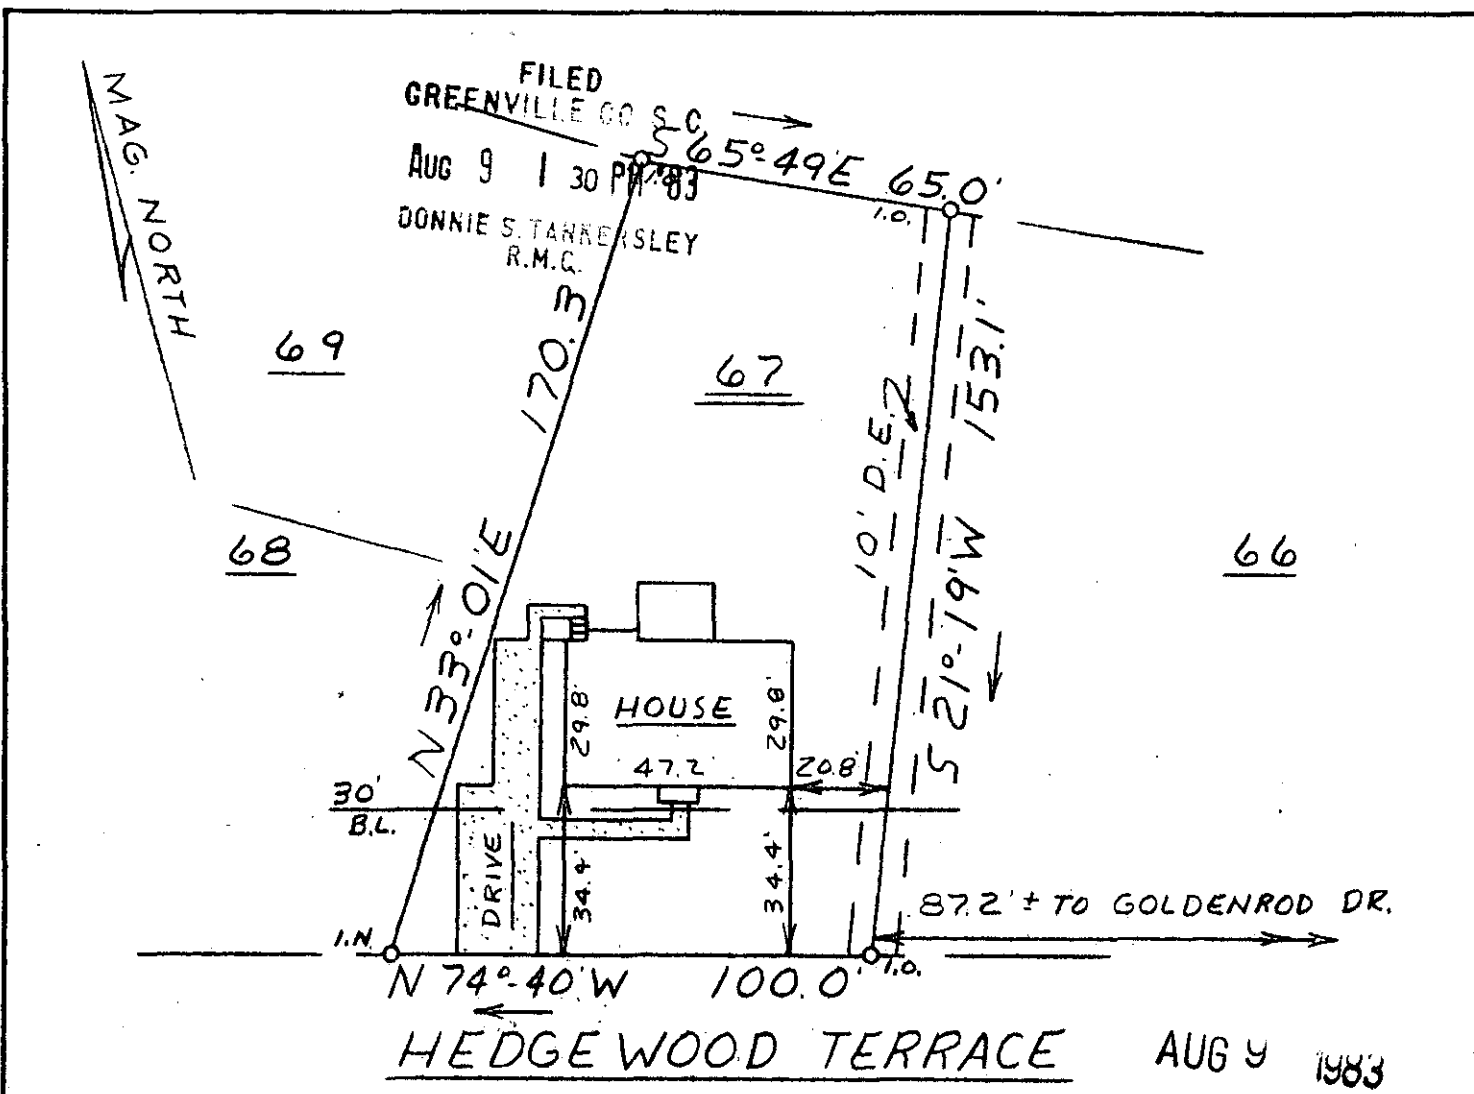 FILED
GREENVILLE CO S.C.
AUG 9 1 30 PM '83
DONNIE S. TANKERSLEY
R.M.C.
MAG. NORTH
S 65°-49'E 65.0'
I.O.
69
67
170.3
153.1'
10' D.E.
68
66
N 33°-01'E
S 21°-19'W
HOUSE
29.8'
29.8'
47.2
20.8'
30'
B.L.
DRIVE
34.4'
34.4'
87.2' ± TO GOLDENROD DR.
I.N
I.O.
N 74°-40'W 100.0'
HEDGEWOOD TERRACE
AUG 9 1983